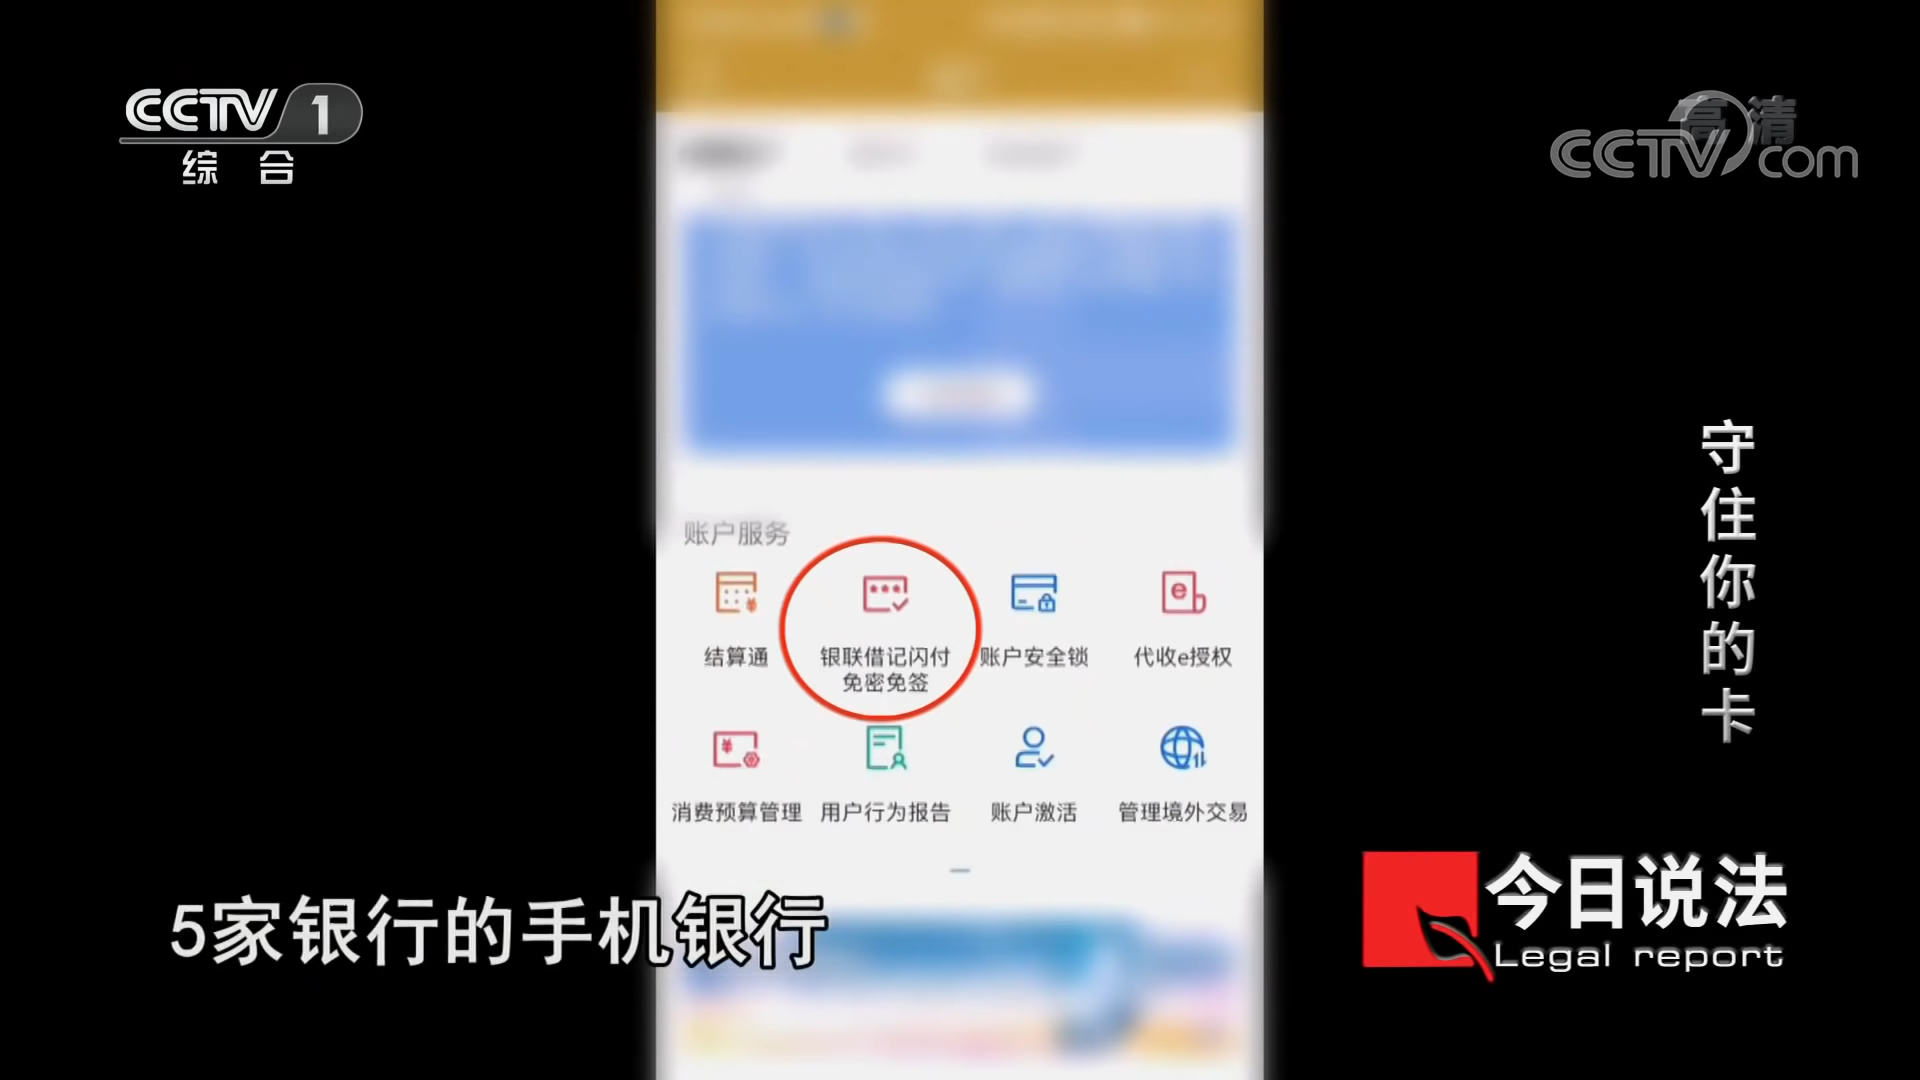 CCTV 1
综合
高清
CCTV.com
守住你的卡
账户服务
结算通
银联借记闪付
免密免签
账户安全锁
代收e授权
消费预算管理
用户行为报告
账户激活
管理境外交易
5家银行的手机银行
今日说法
Legal report